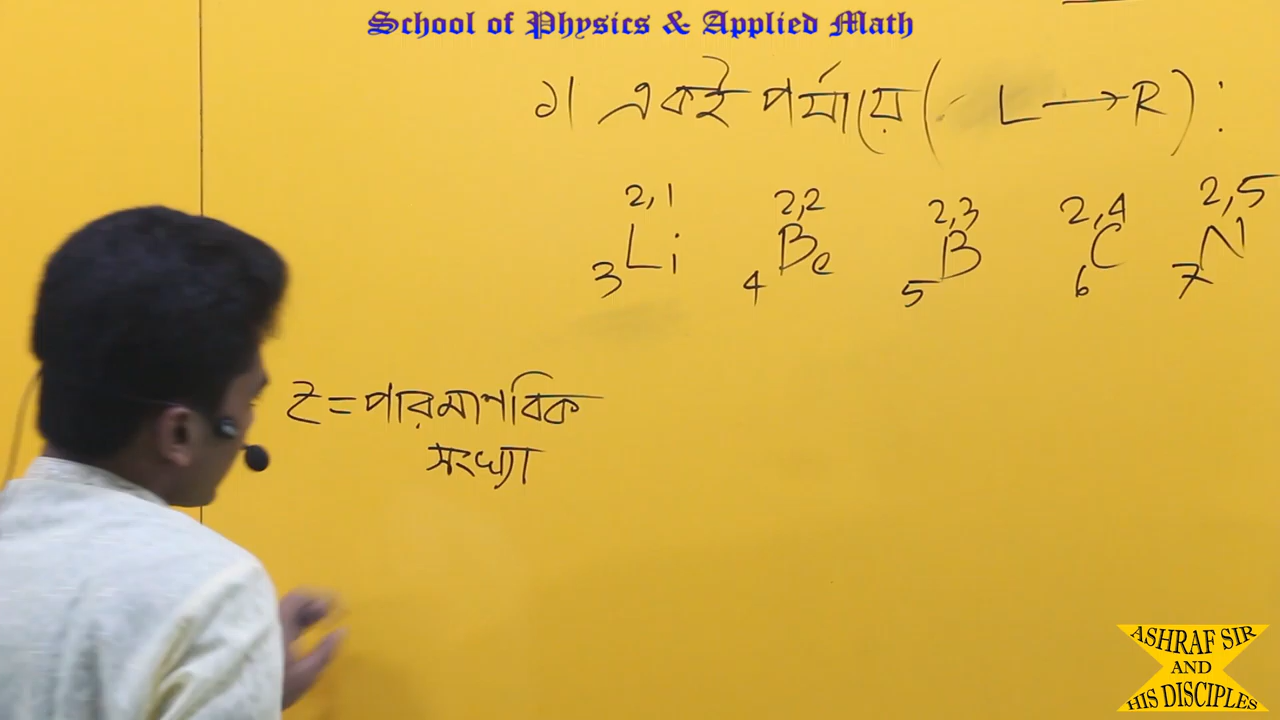 School of Physics & Applied Math
১। একই পর্যায়ে ( L → R ) :
2,1 2,2 2,3 2,4 2,5
3Li 4Be 5B 6C 7N
Z = পারমাণবিক
সংখ্যা
ASHRAF SIR
AND
HIS DISCIPLES